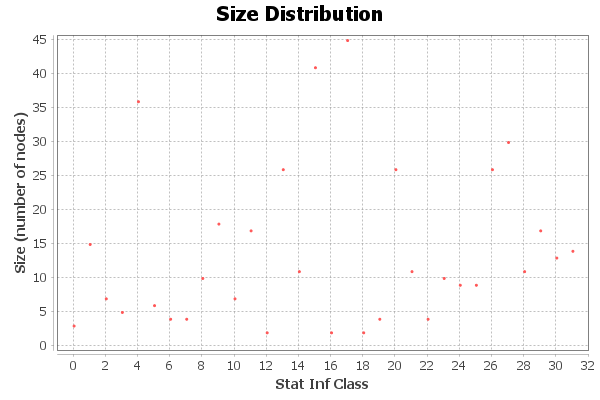 Size Distribution
45
40
35
30
25
20
15
10
5
0
Size (number of nodes)
0 2 4 6 8 10 12 14 16 18 20 22 24 26 28 30 32
Stat Inf Class